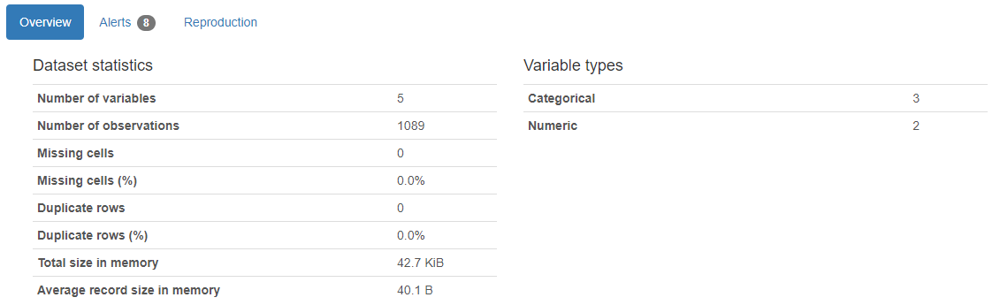 Overview Alerts 8 Reproduction
Dataset statistics
Number of variables 5
Number of observations 1089
Missing cells 0
Missing cells (%) 0.0%
Duplicate rows 0
Duplicate rows (%) 0.0%
Total size in memory 42.7 KiB
Average record size in memory 40.1 B
Variable types
Categorical 3
Numeric 2